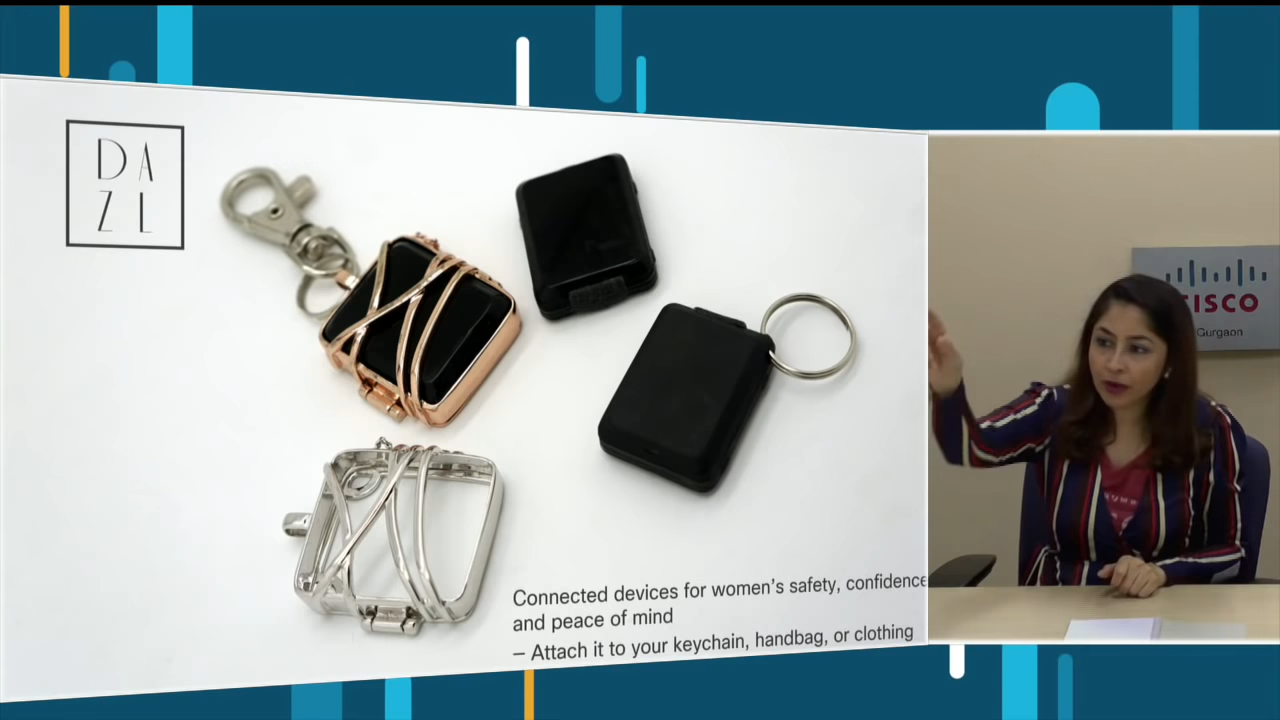 DA
ZL
CISCO
Gurgaon
Connected devices for women's safety, confidence
and peace of mind
– Attach it to your keychain, handbag, or clothing